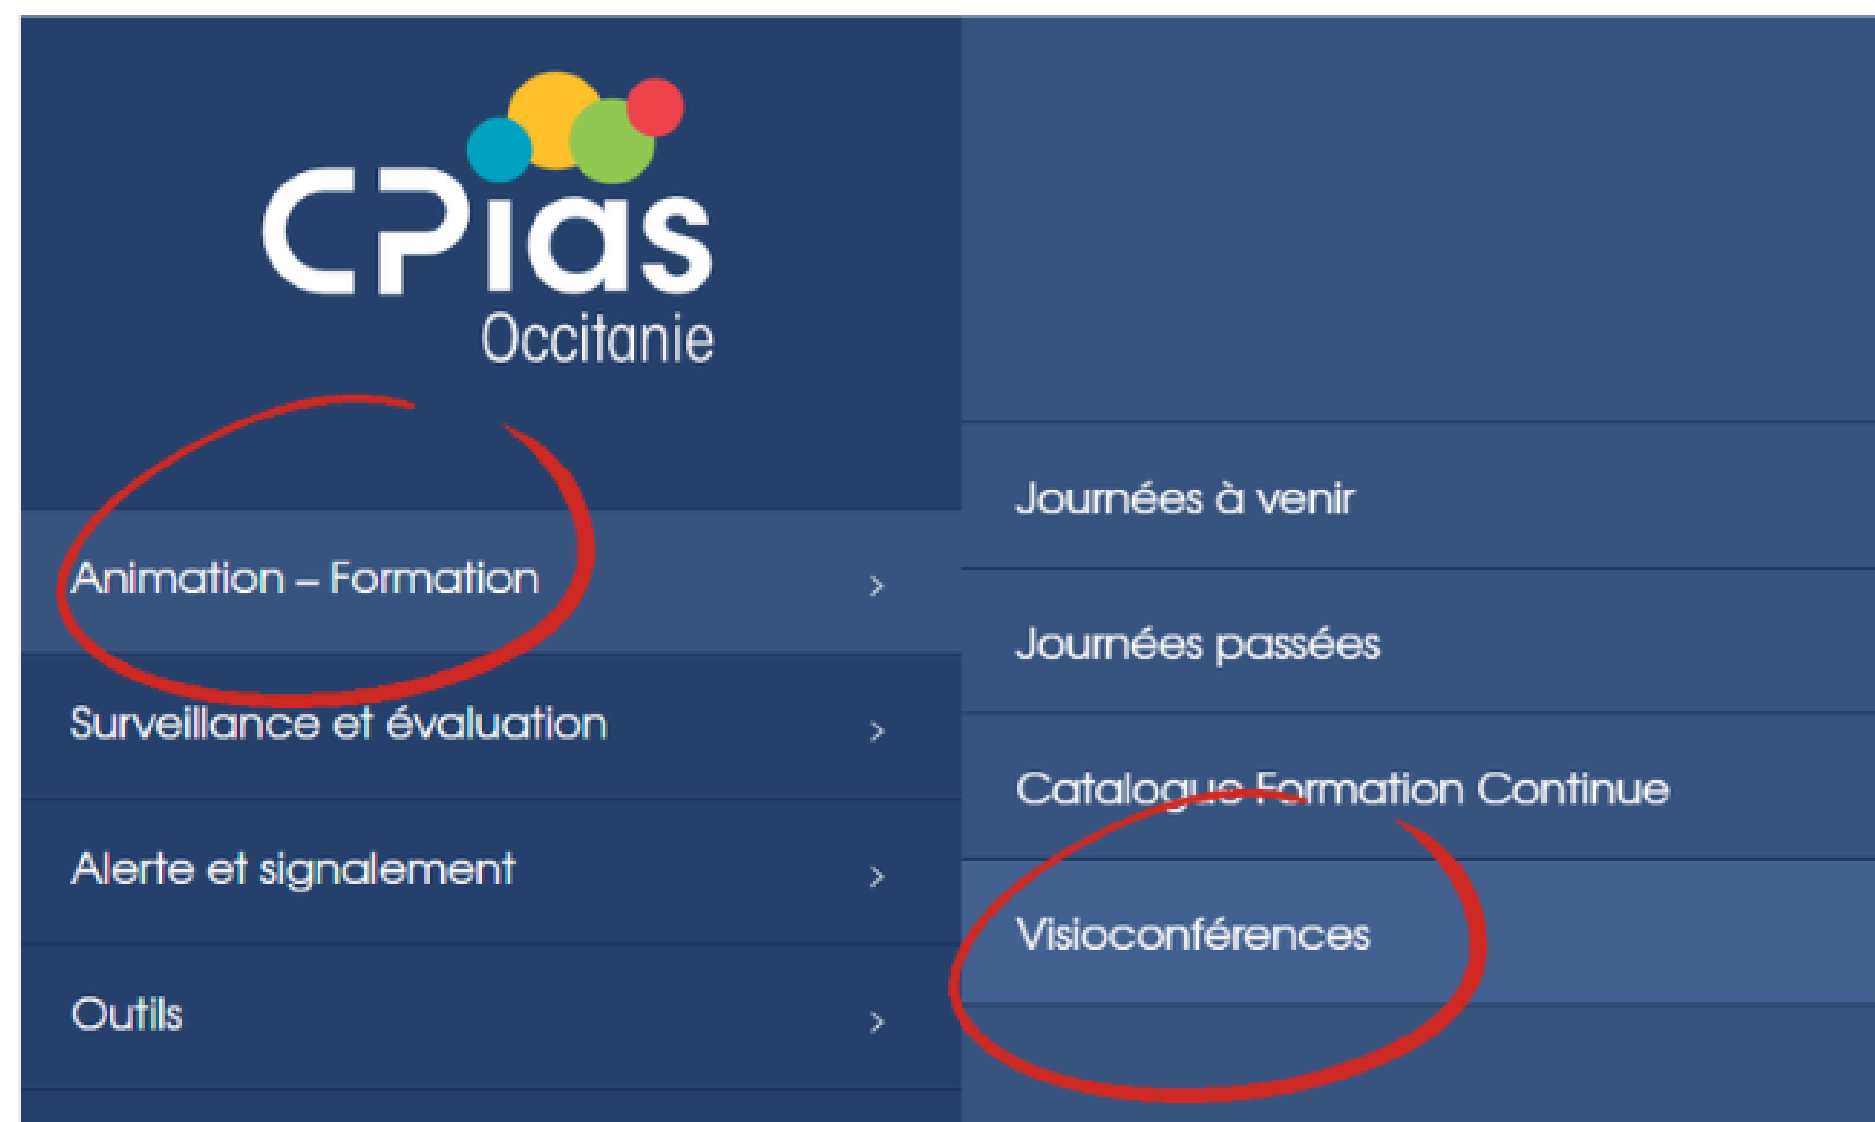 CPias
Occitanie
Animation – Formation
Surveillance et évaluation
Alerte et signalement
Outils
Journées à venir
Journées passées
Catalogue Formation Continue
Visioconférences